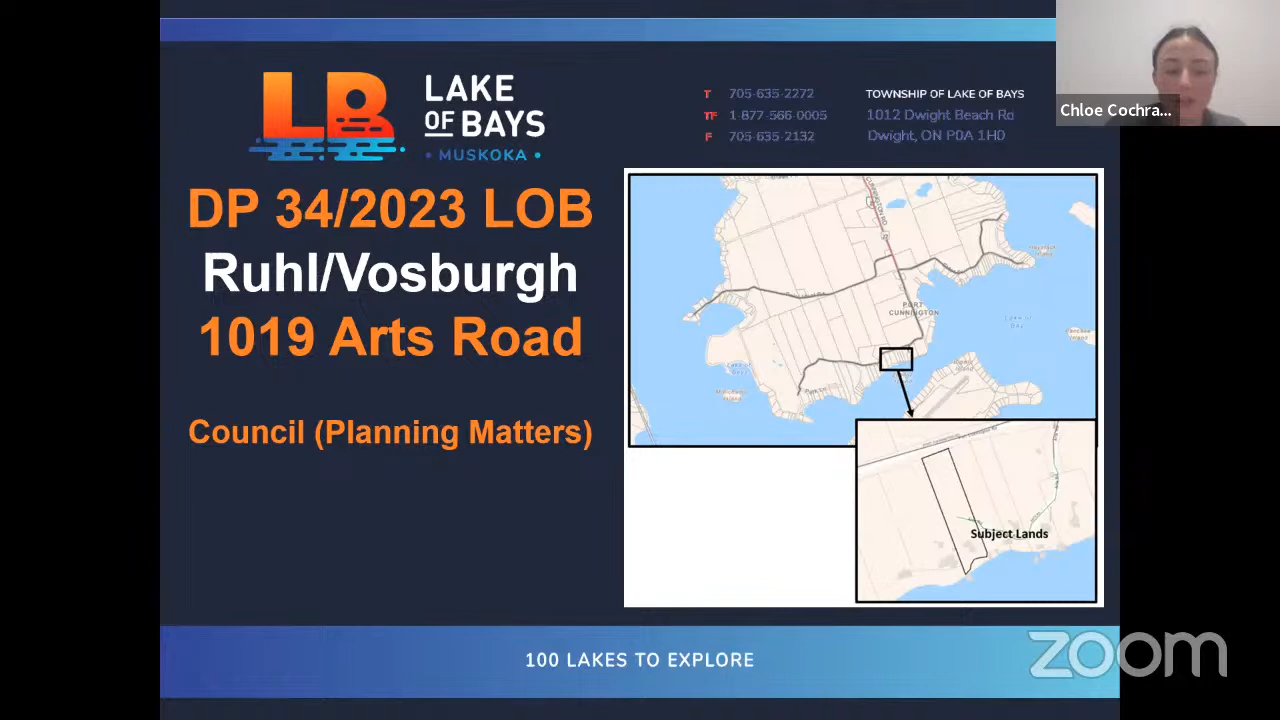 LB
LAKE
OF BAYS
• MUSKOKA •
T 705-635-2272
TF 1-877-566-0005
F 705-635-2132
TOWNSHIP OF LAKE OF BAYS
1012 Dwight Beach Rd
Dwight, ON P0A 1H0
Chloe Cochra...
DP 34/2023 LOB
Ruhl/Vosburgh
1019 Arts Road
Council (Planning Matters)
PORT
CUNNINGTON
Subject Lands
100 LAKES TO EXPLORE
zoom